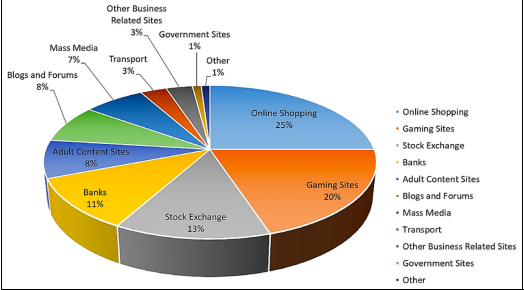 Other Business
Related Sites
3%
Government Sites
1%
Mass Media
7%
Transport
3%
Other
1%
Blogs and Forums
8%
Online Shopping
25%
Adult Content Sites
8%
Gaming Sites
20%
Banks
11%
Stock Exchange
13%
Online Shopping
Gaming Sites
Stock Exchange
Banks
Adult Content Sites
Blogs and Forums
Mass Media
Transport
Other Business Related Sites
Government Sites
Other